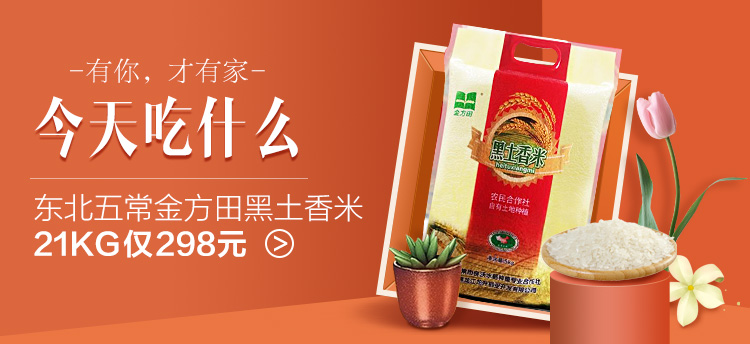 -有你，才有家-
今天吃什么
东北五常金方田黑土香米
21KG仅298元
金方田
黑土香米
heituxiangmi
农民合作社
自有土地种植